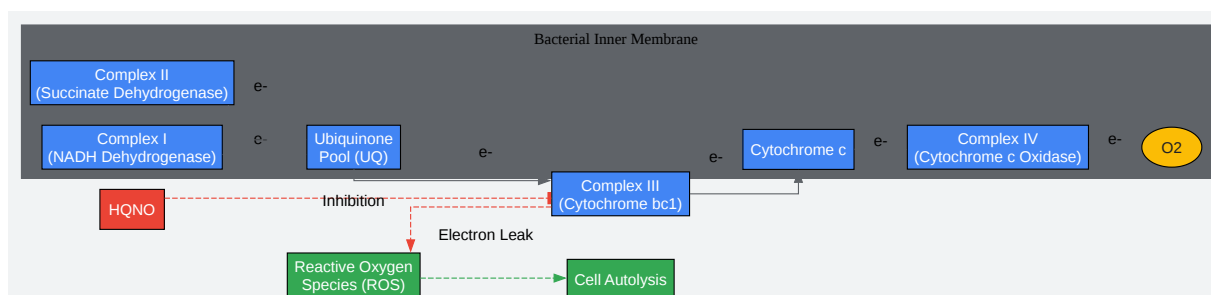 Bacterial Inner Membrane
Complex II
(Succinate Dehydrogenase)
e-
Complex I
(NADH Dehydrogenase)
e-
Ubiquinone
Pool (UQ)
e-
e-
Cytochrome c
e-
Complex IV
(Cytochrome c Oxidase)
e-
O2
Complex III
(Cytochrome bc1)
HQNO
Inhibition
Electron Leak
Reactive Oxygen
Species (ROS)
Cell Autolysis